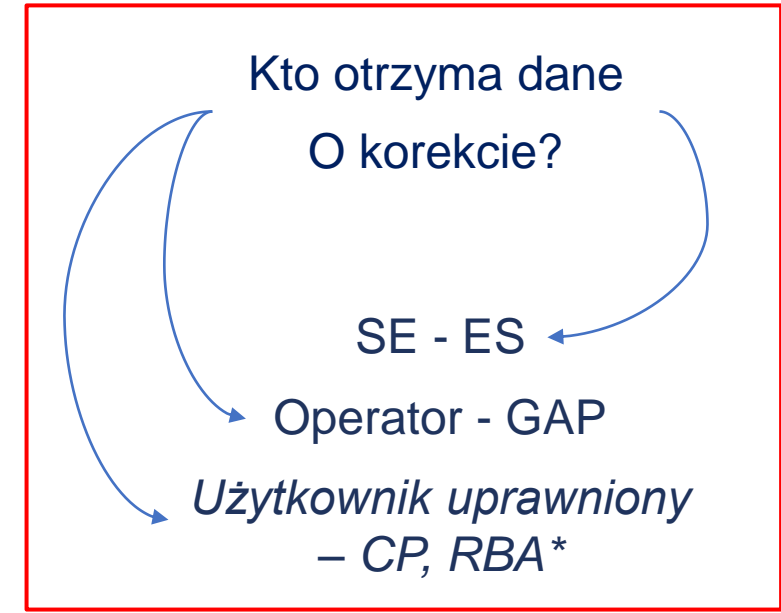 Kto otrzyma dane
O korekcie?
SE - ES
Operator - GAP
Użytkownik uprawniony
– CP, RBA*